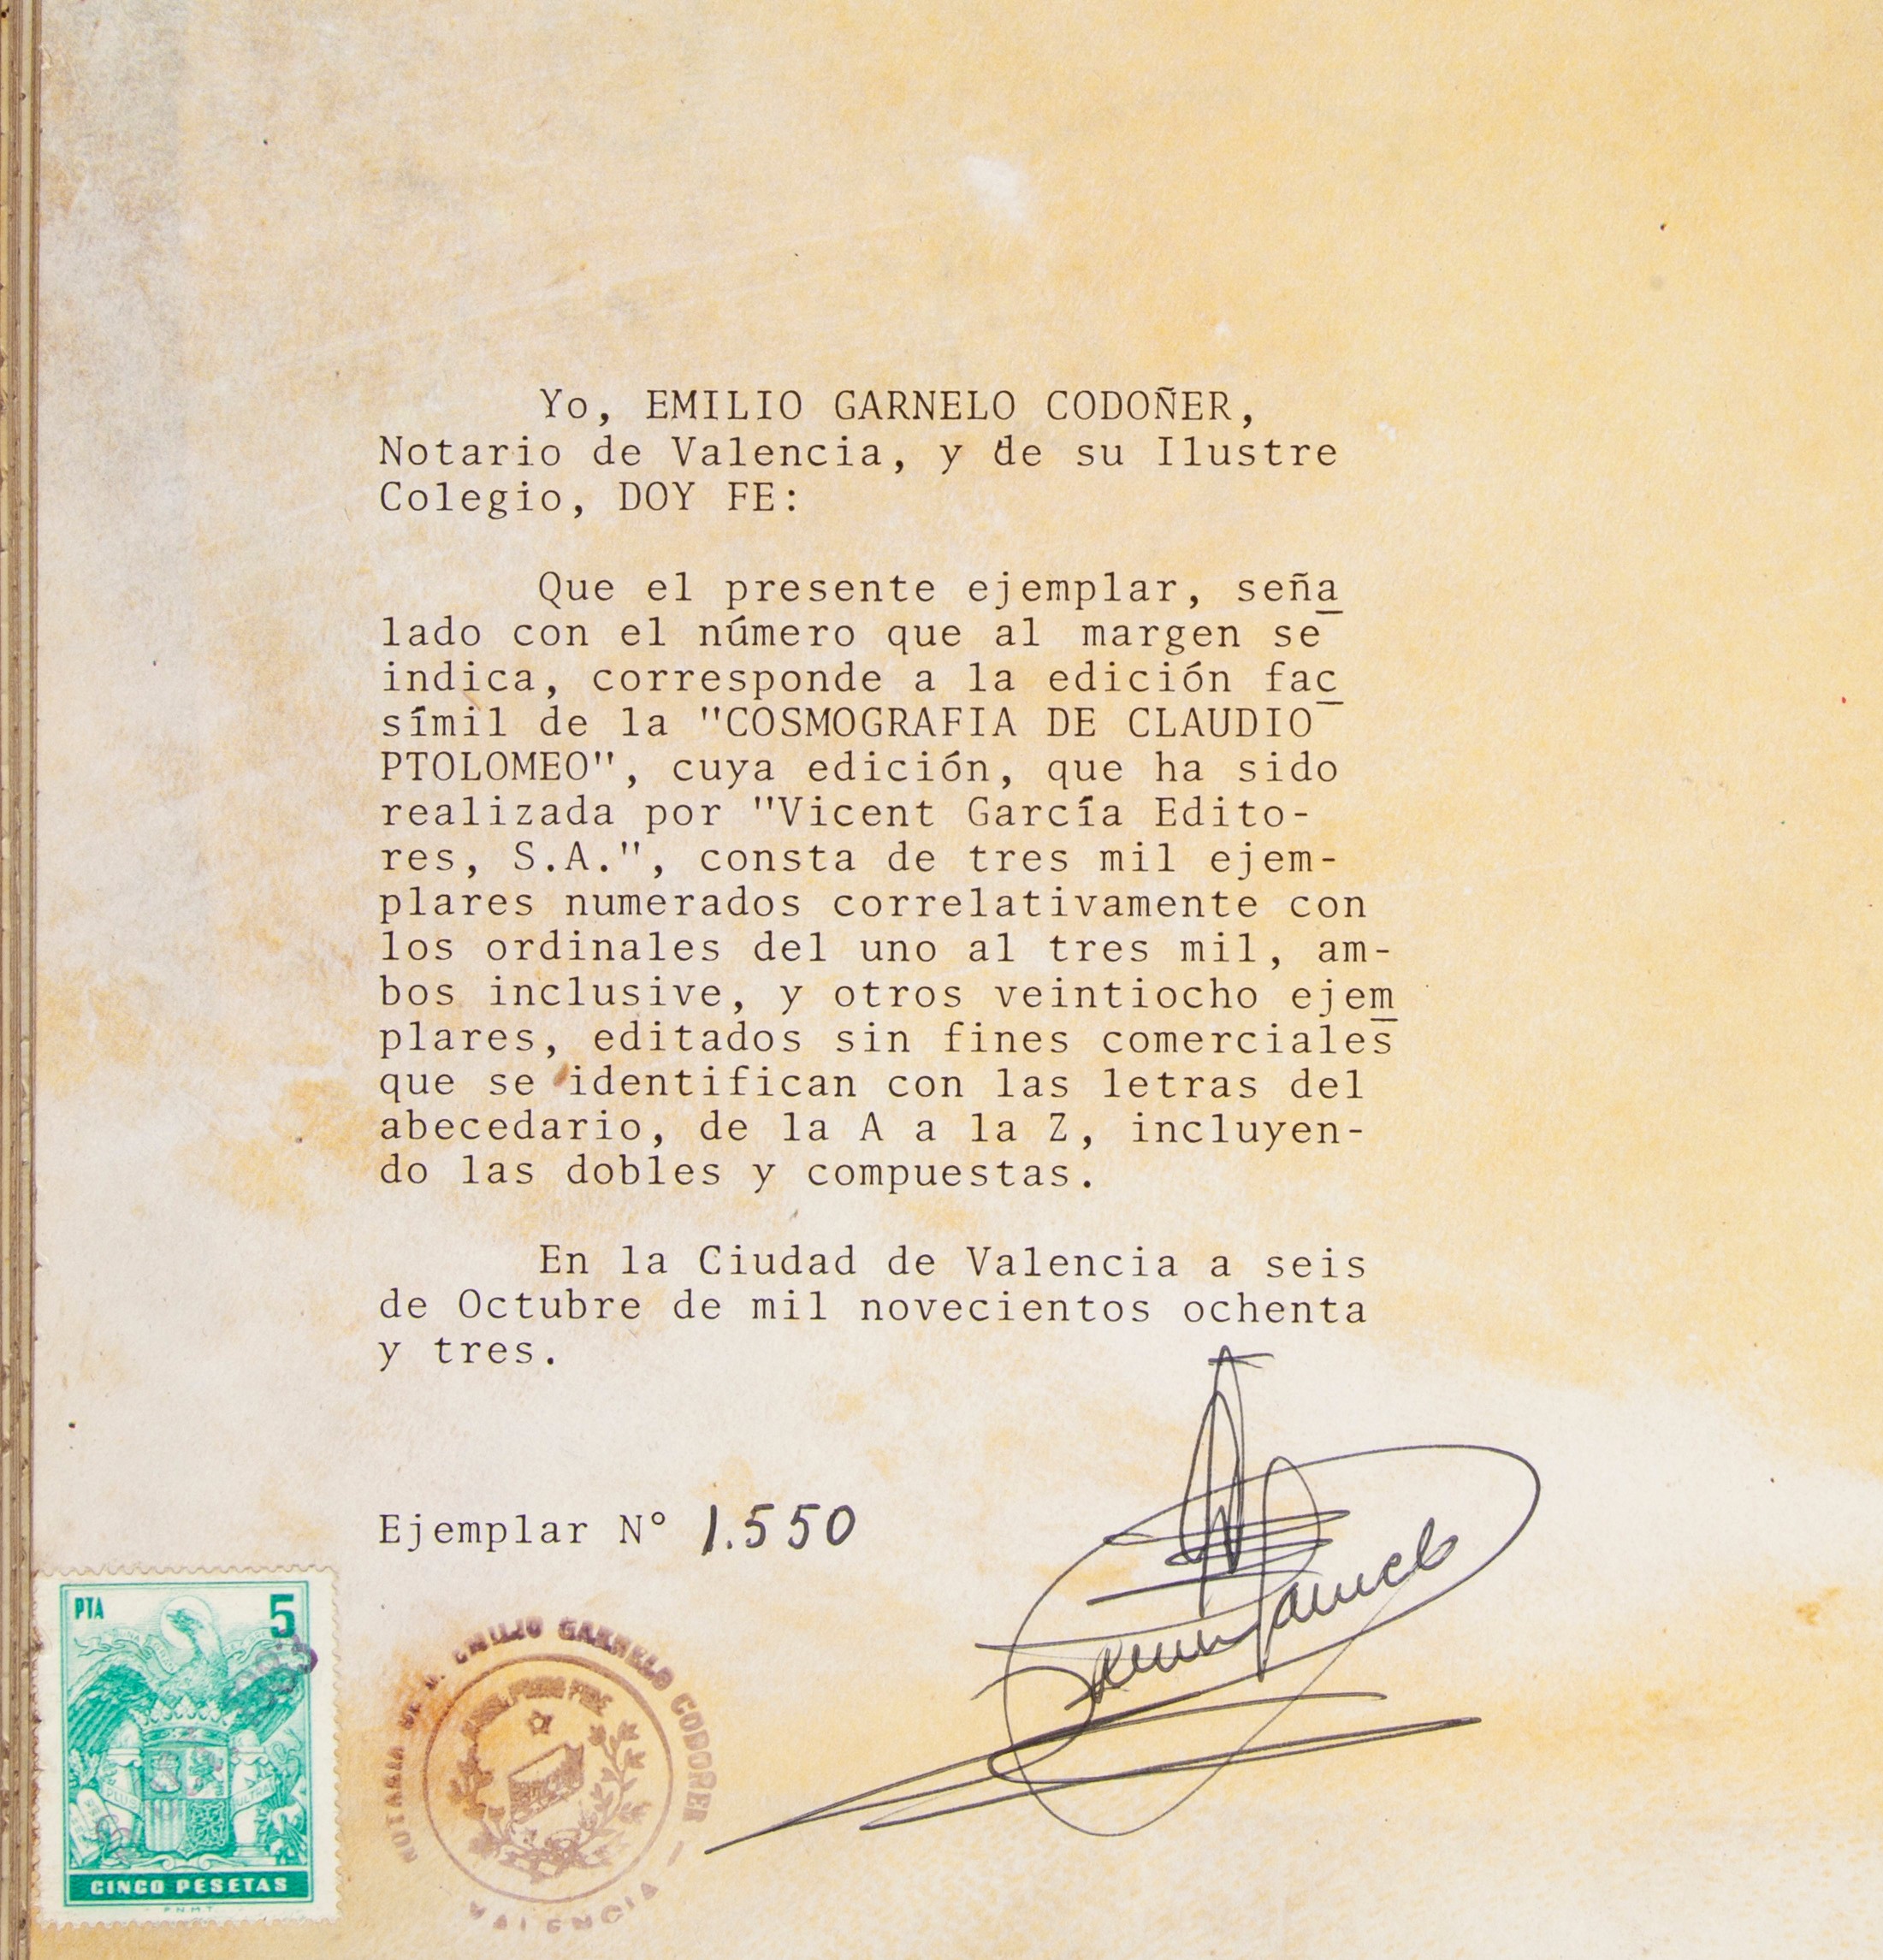 Yo, EMILIO GARNELO CODOÑER,
Notario de Valencia, y de su Ilustre
Colegio, DOY FE:
Que el presente ejemplar, seña
lado con el número que al margen se
indica, corresponde a la edición fac
símil de la "COSMOGRAFIA DE CLAUDIO
PTOLOMEO", cuya edición, que ha sido
realizada por "Vicent García Edito-
res, S.A.", consta de tres mil ejem-
plares numerados correlativamente con
los ordinales del uno al tres mil, am-
bos inclusive, y otros veintiocho ejem
plares, editados sin fines comerciales
que se identifican con las letras del
abecedario, de la A a la Z, incluyen-
do las dobles y compuestas.
En la Ciudad de Valencia a seis
de Octubre de mil novecientos ochenta
y tres.
Ejemplar N° 1.550
PTA 5
PLUS ULTRA
CINCO PESETAS
F.N.M.T.
NOTARIA DE D. EMILIO GARNELO CODOÑER
VALENCIA